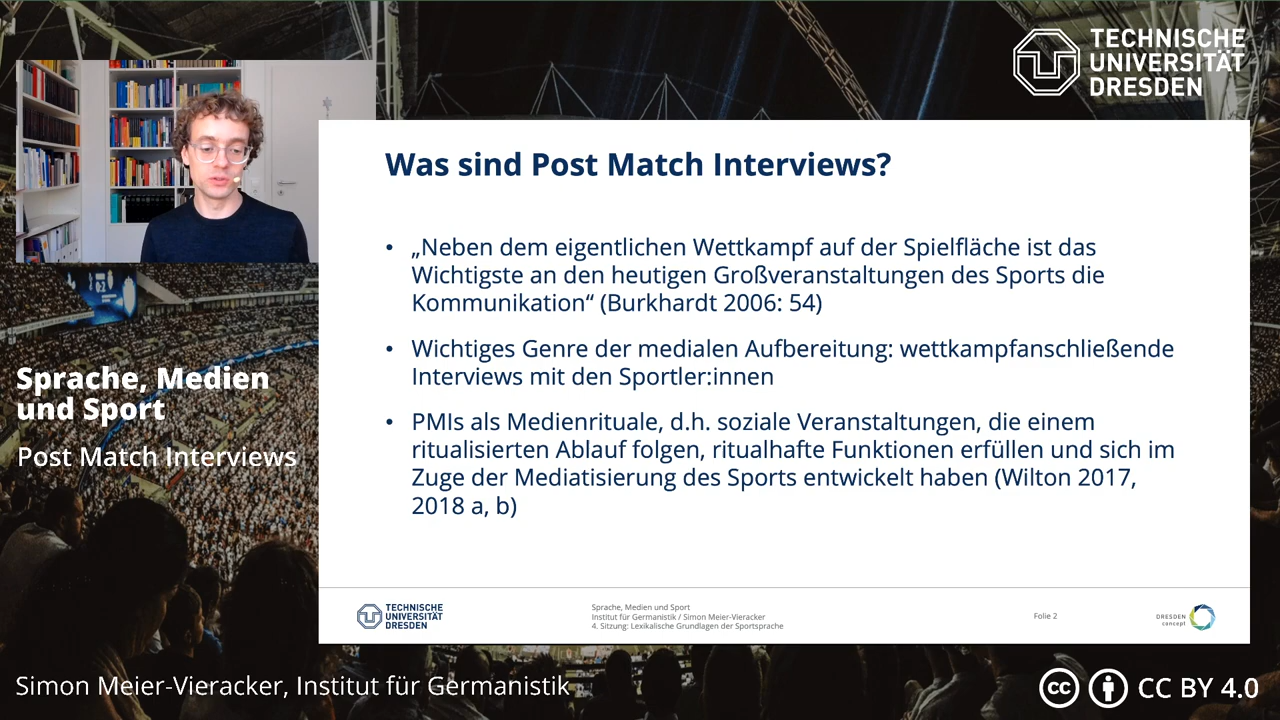 TECHNISCHE
UNIVERSITÄT
DRESDEN
Sprache, Medien
und Sport
Post Match Interviews
Was sind Post Match Interviews?
• „Neben dem eigentlichen Wettkampf auf der Spielfläche ist das
Wichtigste an den heutigen Großveranstaltungen des Sports die
Kommunikation“ (Burkhardt 2006: 54)
• Wichtiges Genre der medialen Aufbereitung: wettkampfanschließende
Interviews mit den Sportler:innen
• PMIs als Medienrituale, d.h. soziale Veranstaltungen, die einem
ritualisierten Ablauf folgen, ritualhafte Funktionen erfüllen und sich im
Zuge der Mediatisierung des Sports entwickelt haben (Wilton 2017,
2018 a, b)
TECHNISCHE
UNIVERSITÄT
DRESDEN
Sprache, Medien und Sport
Institut für Germanistik / Simon Meier-Vieracker
4. Sitzung: Lexikalische Grundlagen der Sportsprache
Folie 2
DRESDEN
concept
Simon Meier-Vieracker, Institut für Germanistik
cc CC BY 4.0